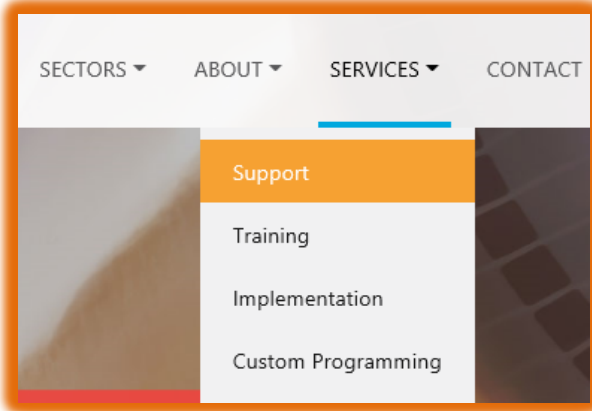 SECTORS ABOUT SERVICES CONTACT
Support
Training
Implementation
Custom Programming